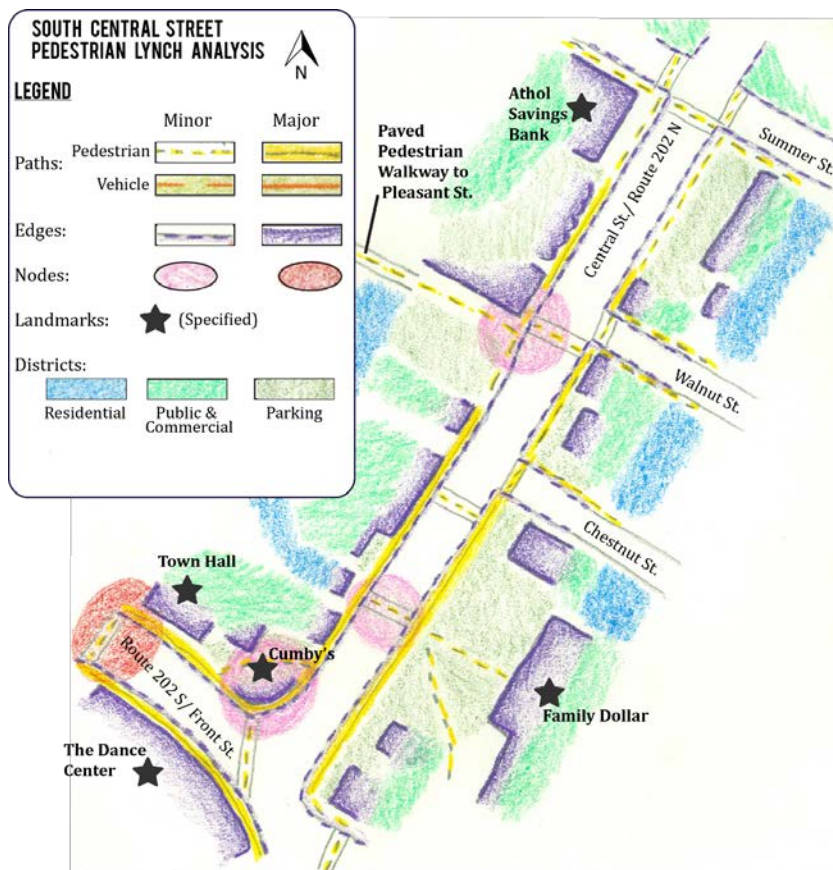 SOUTH CENTRAL STREET
PEDESTRIAN LYNCH ANALYSIS
N
LEGEND
Minor
Major
Paths:
Pedestrian
Vehicle
Edges:
Nodes:
Landmarks:
(Specified)
Districts:
Residential
Public &
Commercial
Parking
Athol
Savings
Bank
Paved
Pedestrian
Walkway to
Pleasant St.
Central St./ Route 202 N
Summer St.
Walnut St.
Chestnut St.
Town Hall
Cumby's
Route 202 S/ Front St.
Family Dollar
The Dance
Center